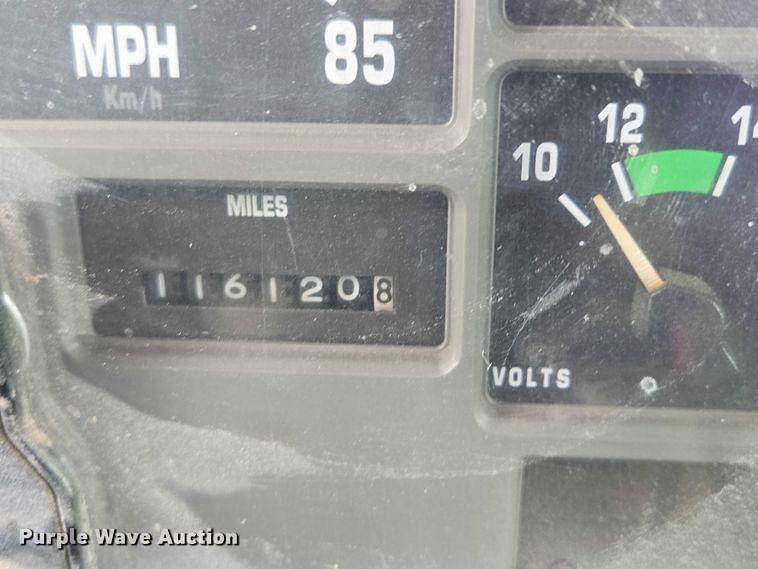 MPH 85
Km/h
10 12 14
MILES
1161208
VOLTS
Purple Wave Auction